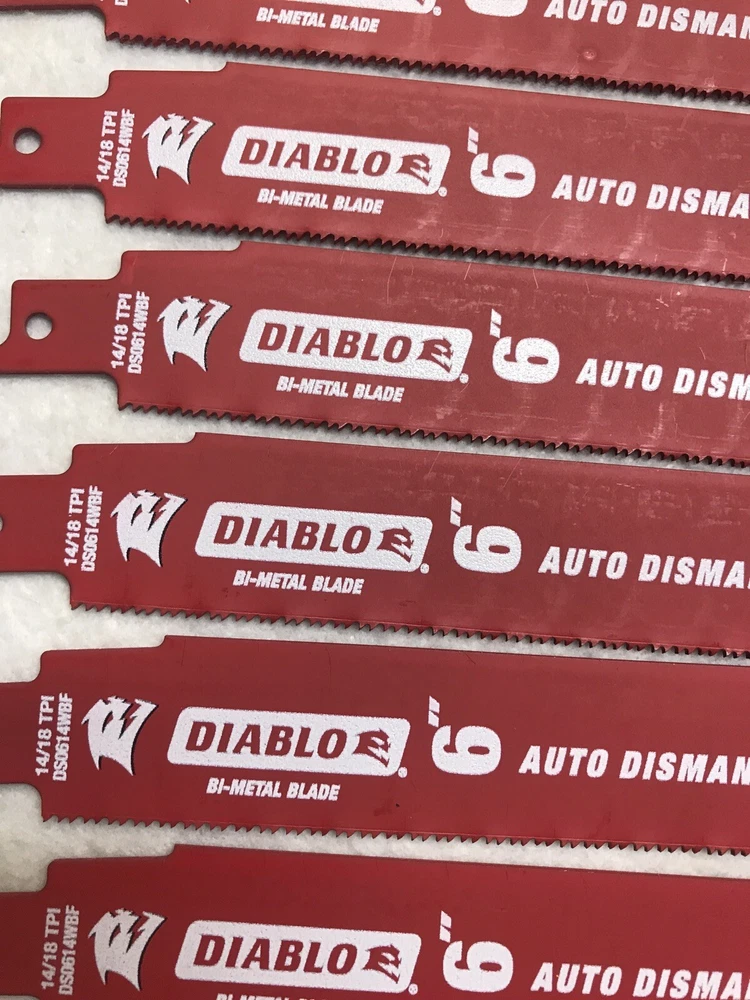 6 AUTO DISMAN
BI-METAL BLADE
14/18 TPI
DS0614WBF
DIABLO® 6" AUTO DISMA
BI-METAL BLADE
14/18 TPI
DS0614WBF
DIABLO® 6" AUTO DISM
BI-METAL BLADE
14/18 TPI
DS0614WBF
DIABLO® 6" AUTO DISMA
BI-METAL BLADE
14/18 TPI
DS0614WBF
DIABLO® 6" AUTO DISMAN
BI-METAL BLADE
14/18 TPI
DS0614WBF
DIABLO® 6" AUTO DISMA